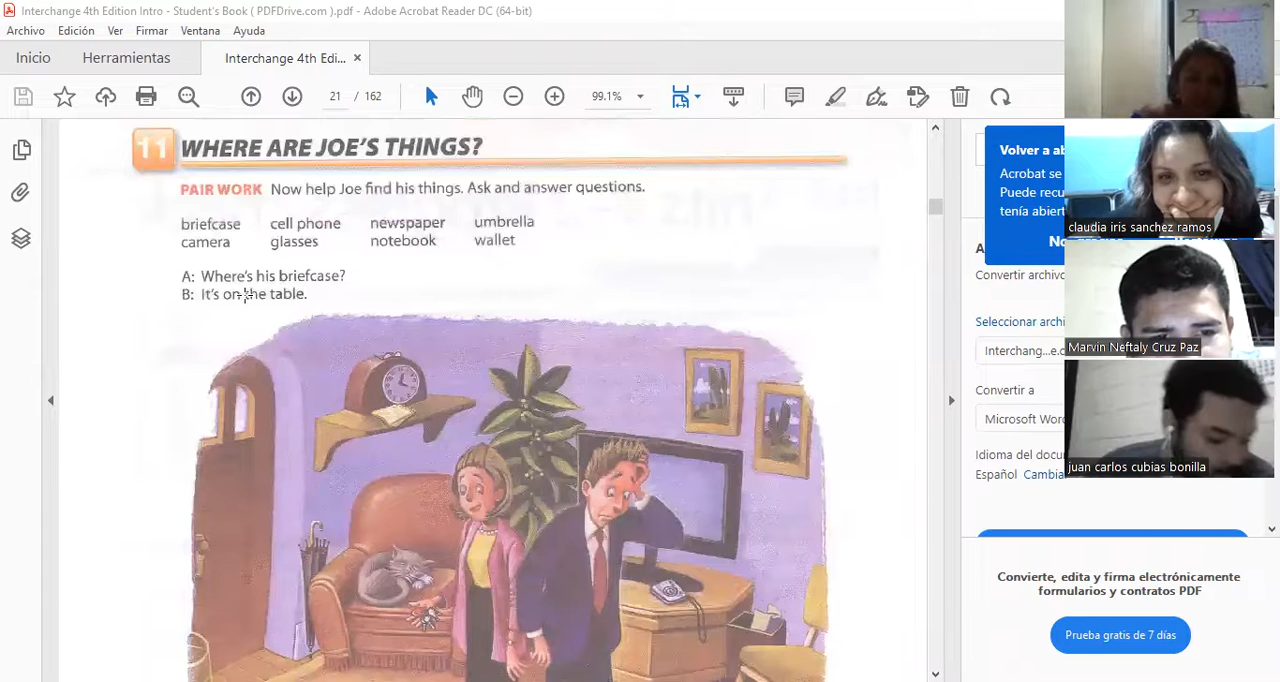 Interchange 4th Edition Intro - Student's Book ( PDFDrive.com ).pdf - Adobe Acrobat Reader DC (64-bit)
Archivo Edición Ver Firmar Ventana Ayuda
Inicio Herramientas Interchange 4th Edi... ×
21 / 162 99.1%
11 WHERE ARE JOE'S THINGS?
PAIR WORK Now help Joe find his things. Ask and answer questions.
briefcase cell phone newspaper umbrella
camera glasses notebook wallet
A: Where's his briefcase?
B: It's on the table.
Volver a ab
Acrobat se
Puede recu
tenía abiert
No
Convertir archiv
Seleccionar archi
Interchang...e.c
Convertir a
Microsoft Word
Idioma del docu
Español Cambia
Convierte, edita y firma electrónicamente
formularios y contratos PDF
Prueba gratis de 7 días
claudia iris sanchez ramos
Marvin Neftaly Cruz Paz
juan carlos cubias bonilla